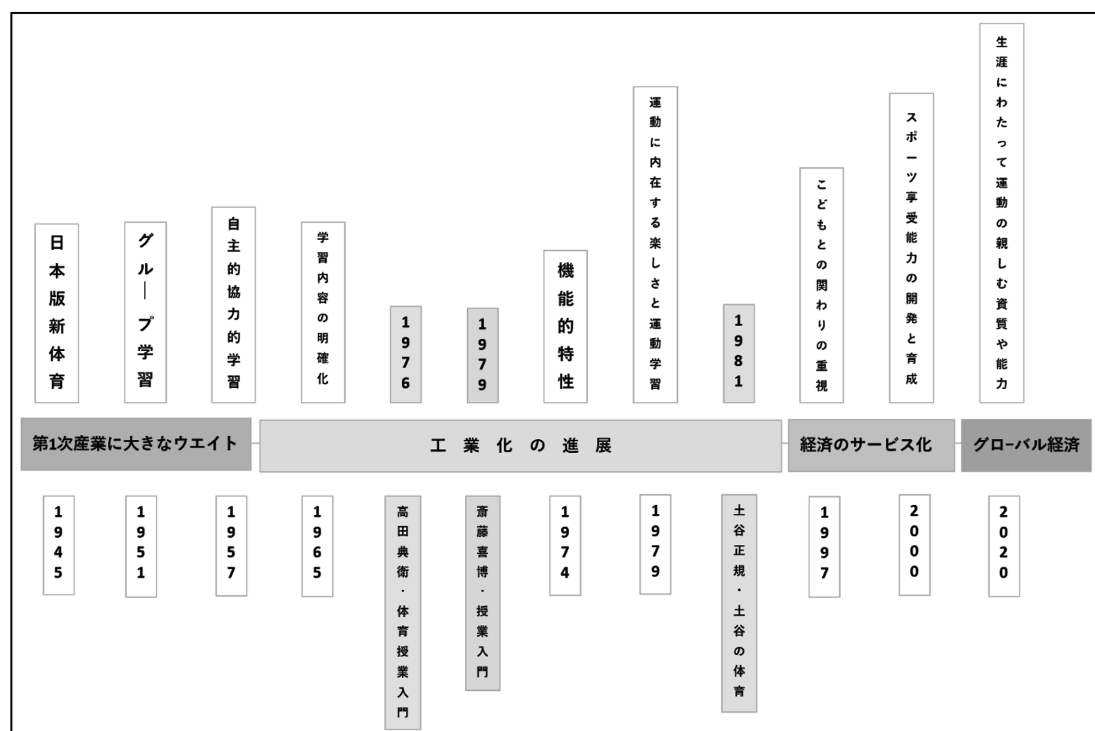 日本版新体育
グループ学習
自主的協力的学習
学習内容の明確化
1976
1979
機能的特性
運動に内在する楽しさと運動学習
1981
こどもとの関わりの重視
スポーツ享受能力の開発と育成
生涯にわたって運動の親しむ資質や能力
第1次産業に大きなウエイト
工業化の進展
経済のサービス化
グローバル経済
1945
1951
1957
1965
高田典衛・体育授業入門
斎藤喜博・授業入門
1974
1979
土谷正規・土谷の体育
1997
2000
2020